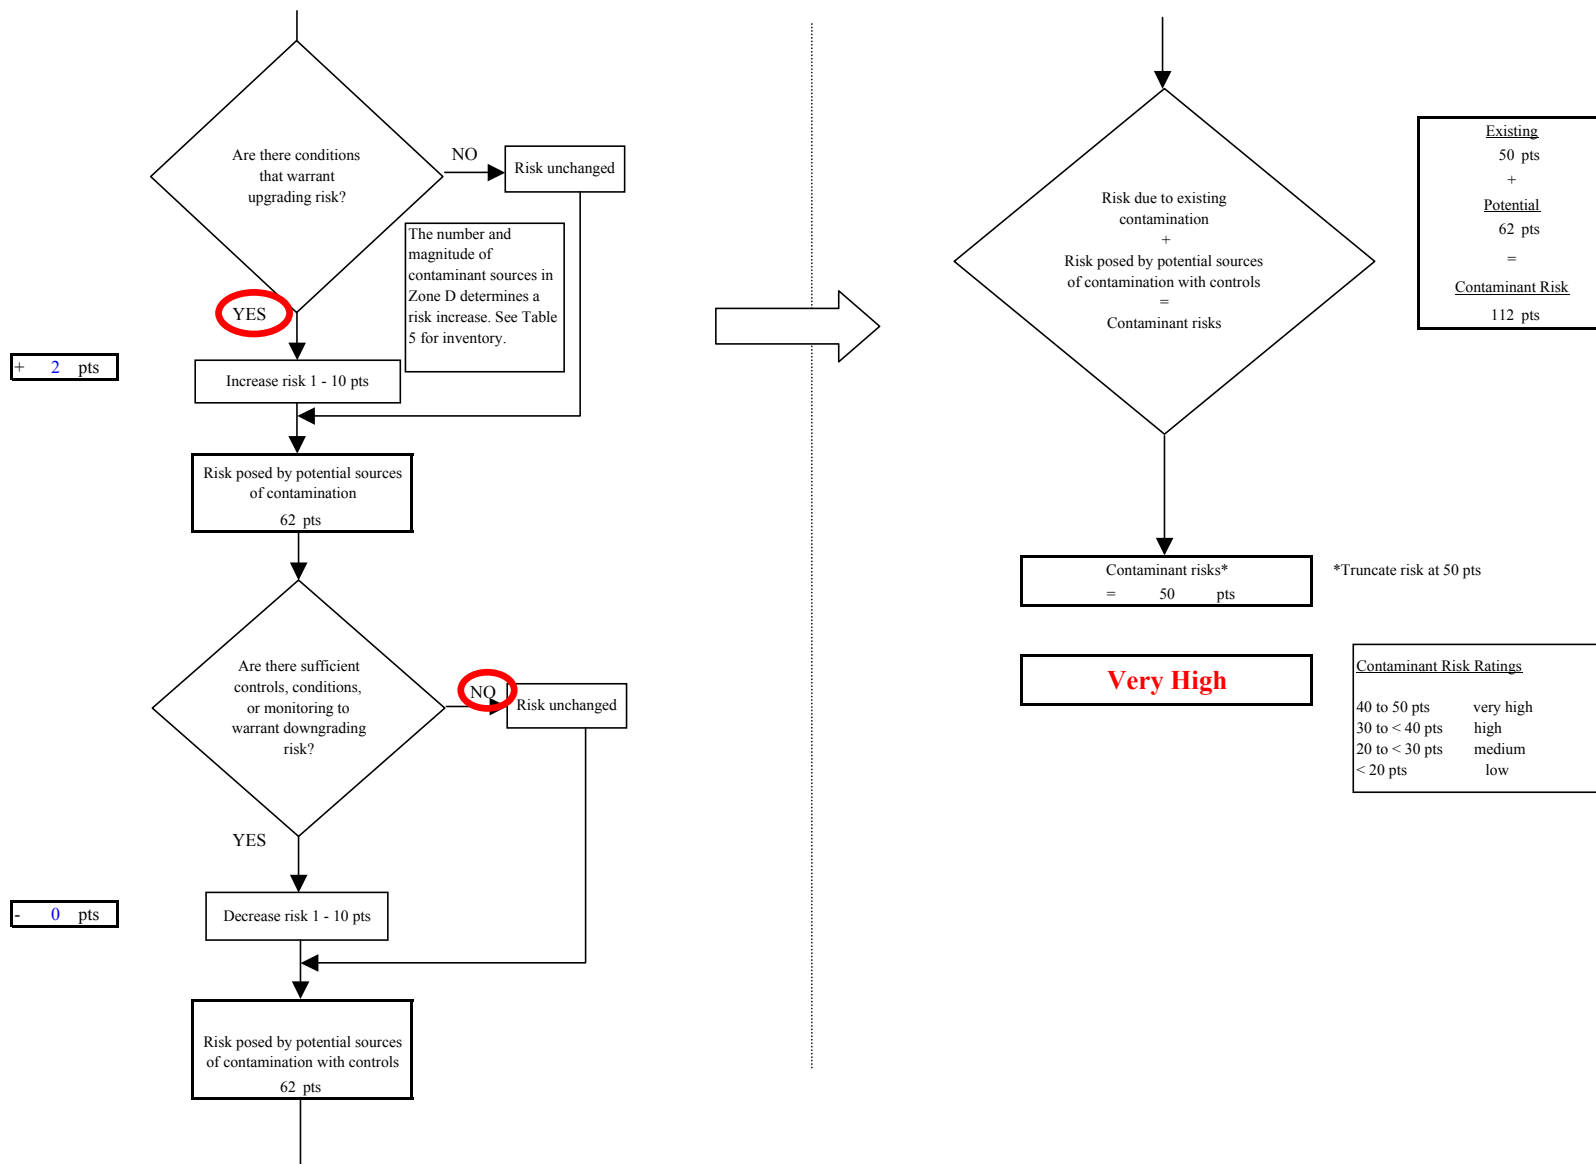 Are there conditions
that warrant
upgrading risk?
NO
Risk unchanged
The number and
magnitude of
contaminant sources in
Zone D determines a
risk increase. See Table
5 for inventory.
YES
+ 2 pts
Increase risk 1 - 10 pts
Risk posed by potential sources
of contamination
62 pts
Are there sufficient
controls, conditions,
or monitoring to
warrant downgrading
risk?
NO
Risk unchanged
YES
- 0 pts
Decrease risk 1 - 10 pts
Risk posed by potential sources
of contamination with controls
62 pts
Risk due to existing
contamination
+
Risk posed by potential sources
of contamination with controls
=
Contaminant risks
Existing
50 pts
+
Potential
62 pts
=
Contaminant Risk
112 pts
Contaminant risks*
= 50 pts
*Truncate risk at 50 pts
Very High
Contaminant Risk Ratings
40 to 50 pts very high
30 to < 40 pts high
20 to < 30 pts medium
< 20 pts low